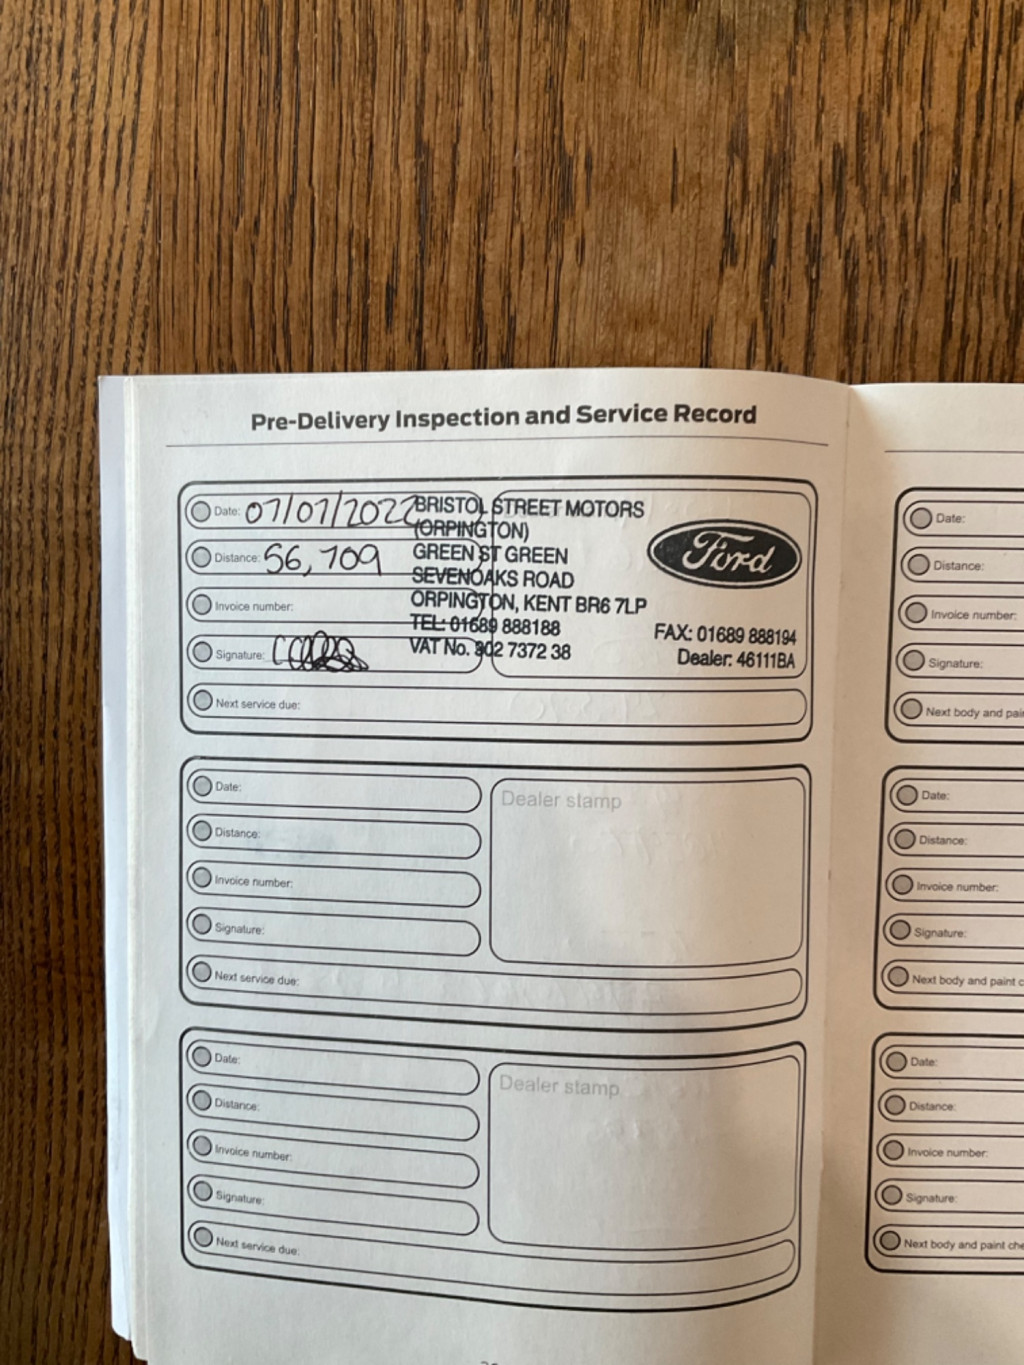 Pre-Delivery Inspection and Service Record
Date: 07/07/2022
Distance: 56,709
Invoice number:
Signature:
Next service due:
BRISTOL STREET MOTORS
(ORPINGTON)
GREEN ST GREEN
SEVENOAKS ROAD
ORPINGTON, KENT BR6 7LP
TEL: 01689 888188
VAT No. 902 7372 38
Ford
FAX: 01689 888194
Dealer: 46111BA
Date:
Distance:
Invoice number:
Signature:
Next service due:
Dealer stamp
Date:
Distance:
Invoice number:
Signature:
Next service due:
Dealer stamp
Date:
Distance:
Invoice number:
Signature:
Next body and
Date:
Distance:
Invoice number:
Signature:
Next body and paint
Date:
Distance:
Invoice number:
Signature:
Next body and paint